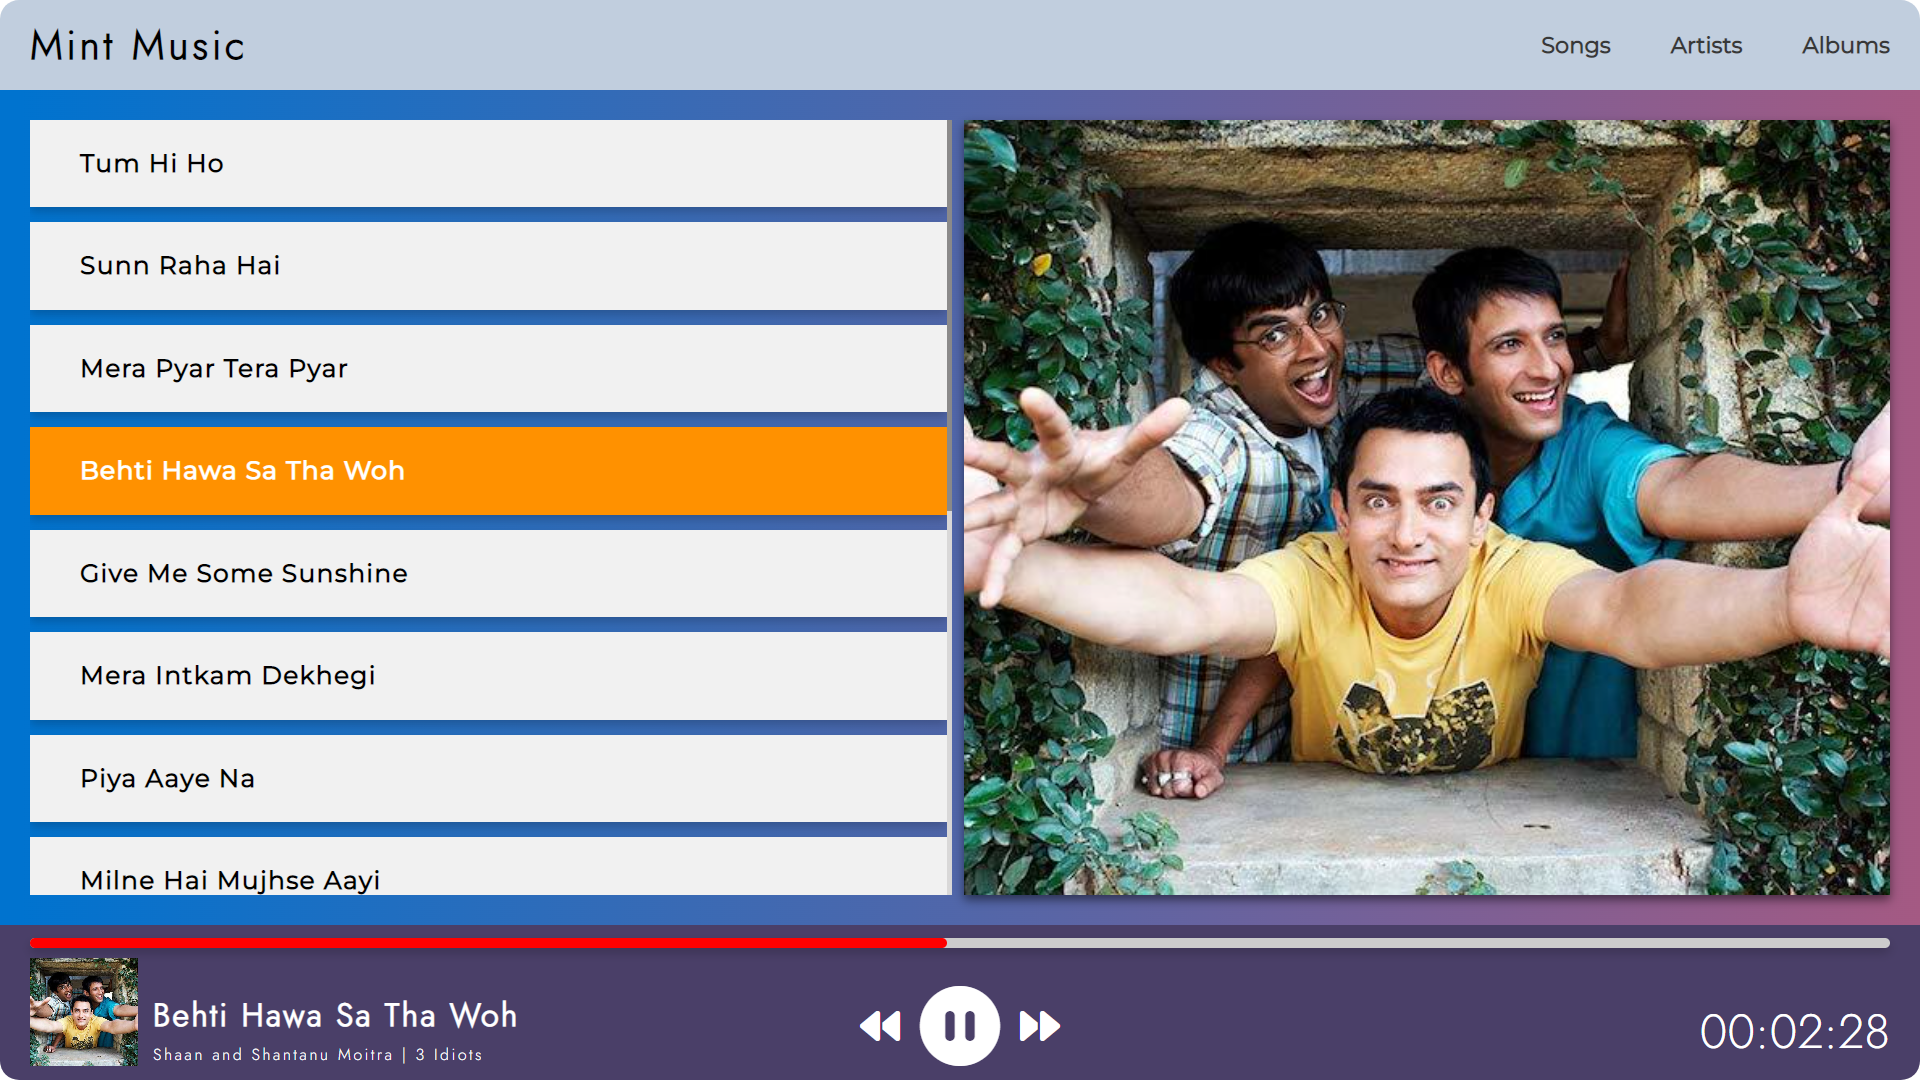 Mint Music
Songs Artists Albums
Tum Hi Ho
Sunn Raha Hai
Mera Pyar Tera Pyar
Behti Hawa Sa Tha Woh
Give Me Some Sunshine
Mera Intkam Dekhegi
Piya Aaye Na
Milne Hai Mujhse Aayi
Behti Hawa Sa Tha Woh
Shaan and Shantanu Moitra | 3 Idiots
00:02:28